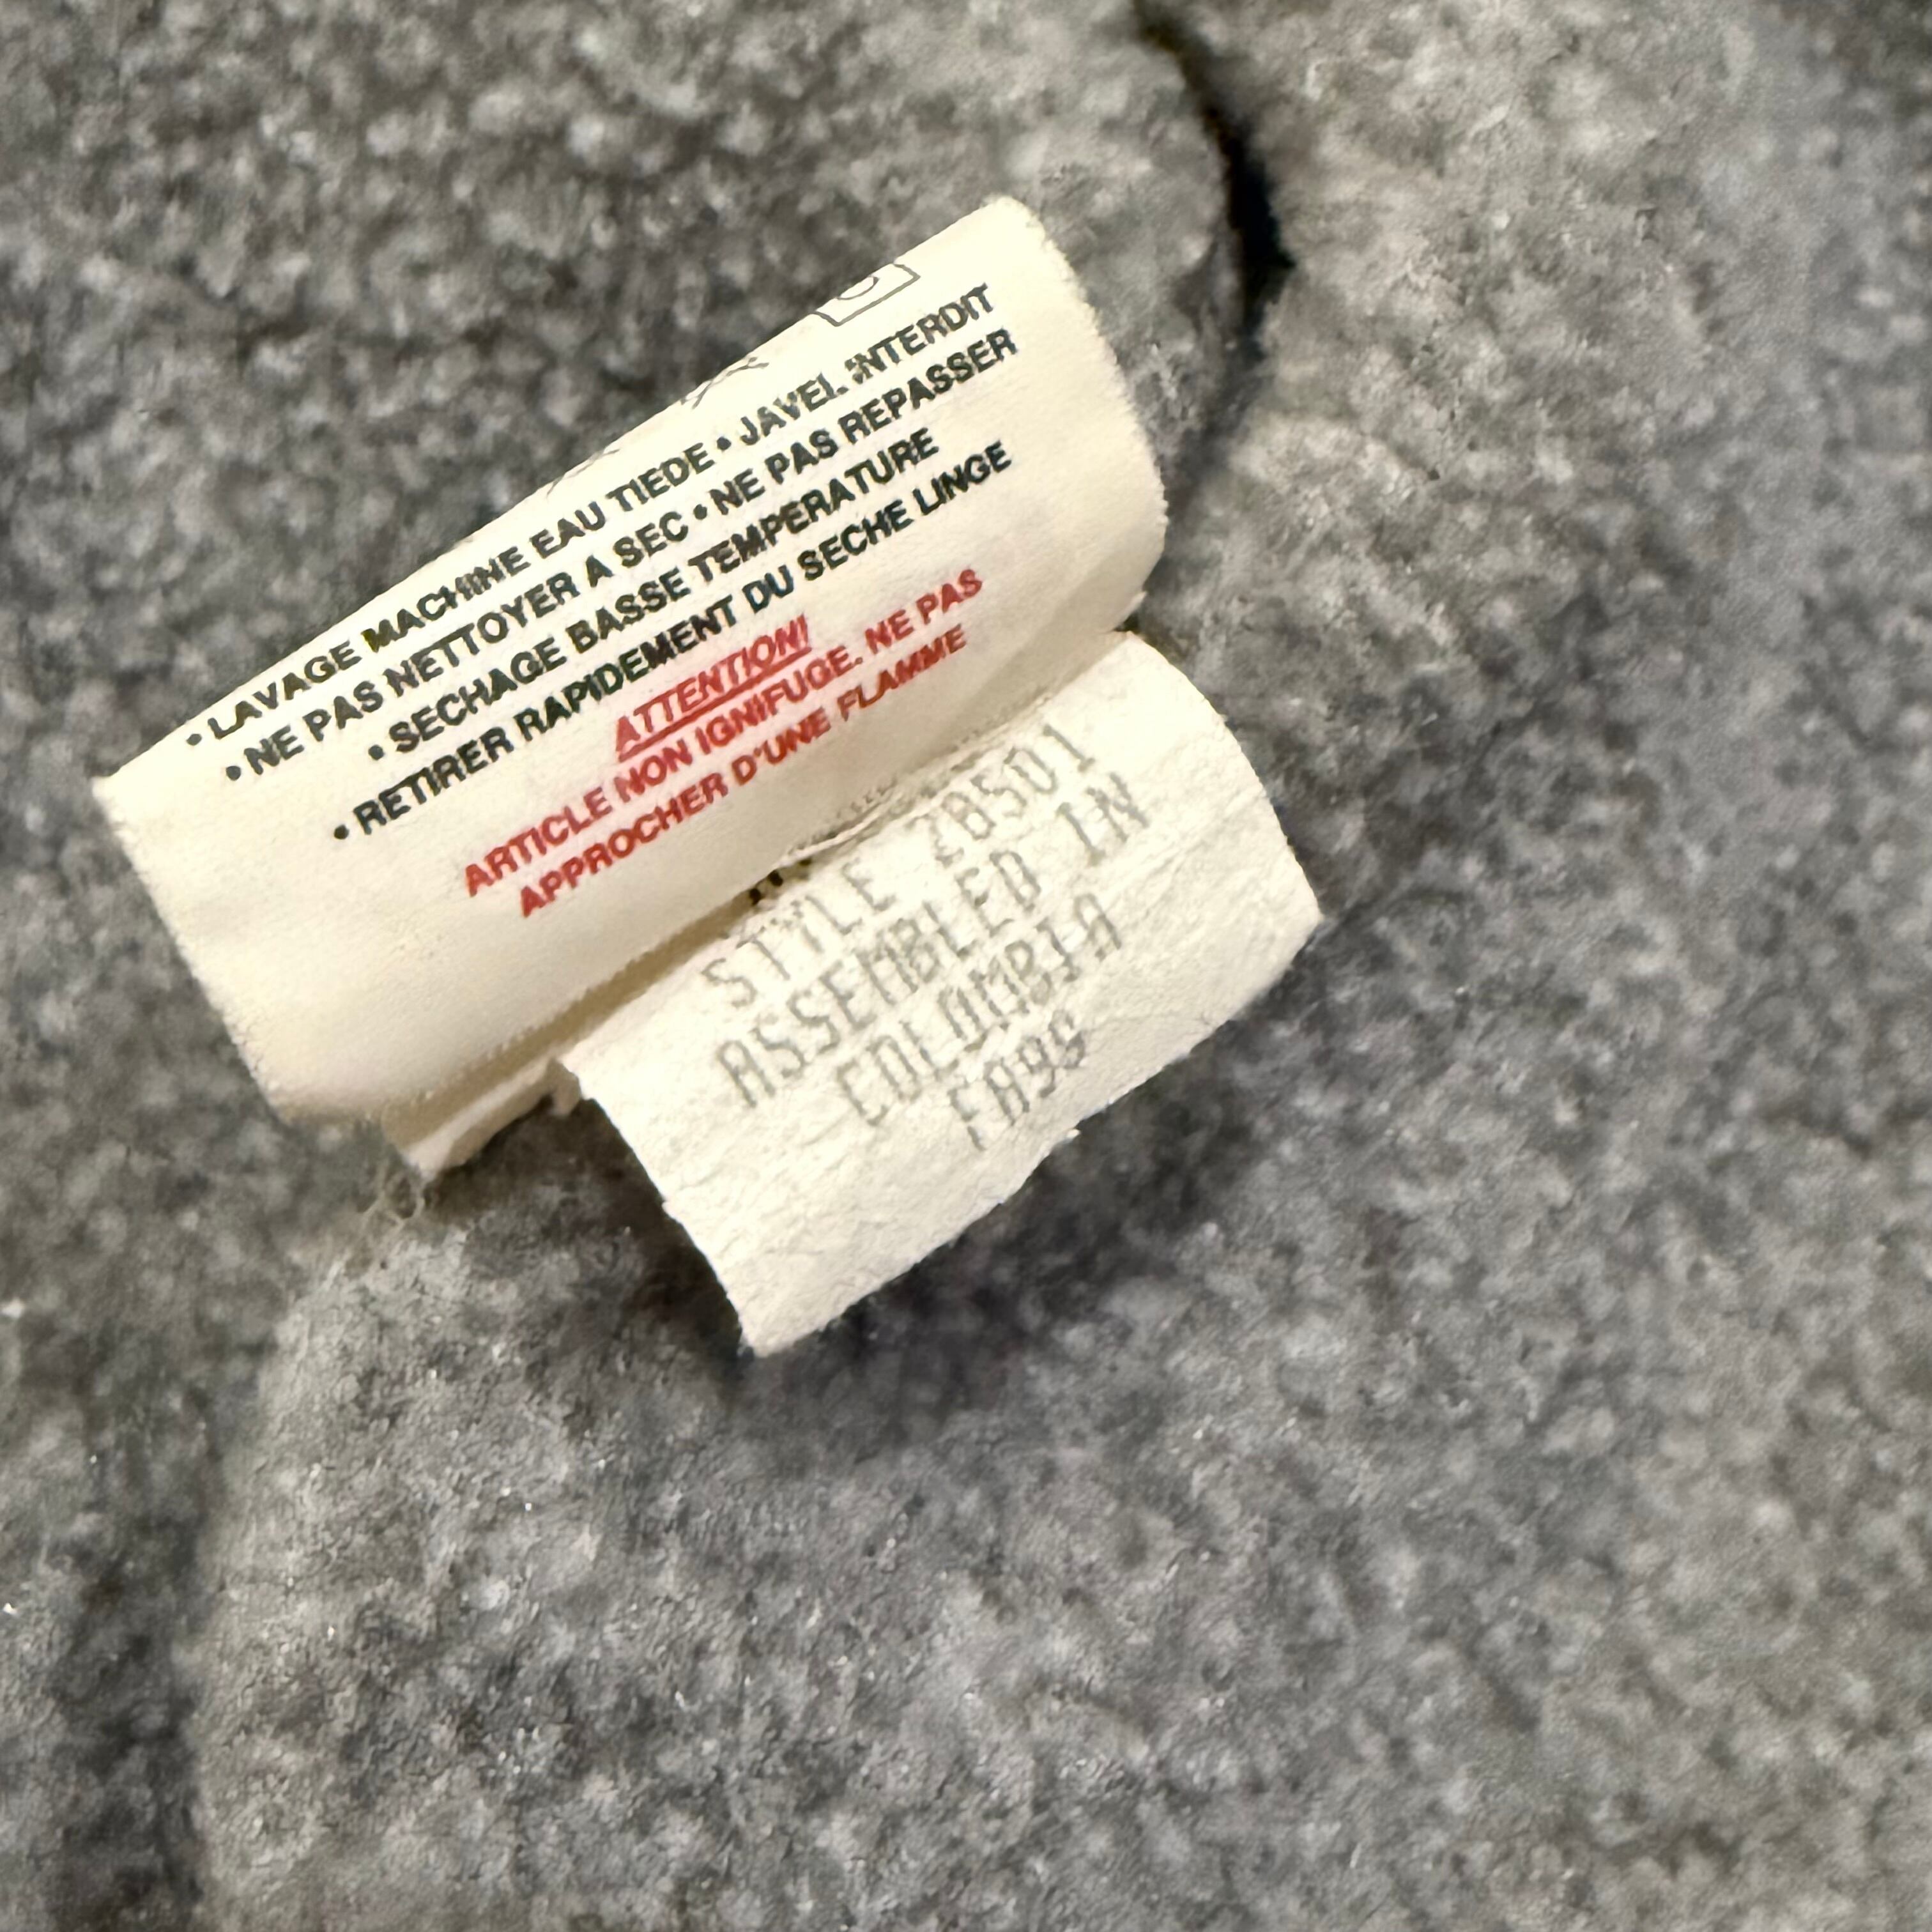 • LAVAGE MACHINE EAU TIEDE • JAVEL INTERDIT
• NE PAS NETTOYER A SEC • NE PAS REPASSER
• SECHAGE BASSE TEMPERATURE
• RETIRER RAPIDEMENT DU SECHE LINGE
ATTENTION!
ARTICLE NON IGNIFUGE. NE PAS
APPROCHER D'UNE FLAMME
STYLE 28501
ASSEMBLED IN
COLOMBIA